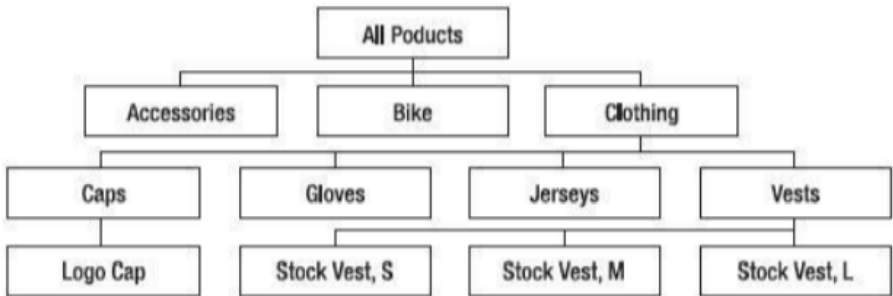 All Poducts
Accessories
Bike
Clothing
Caps
Gloves
Jerseys
Vests
Logo Cap
Stock Vest, S
Stock Vest, M
Stock Vest, L